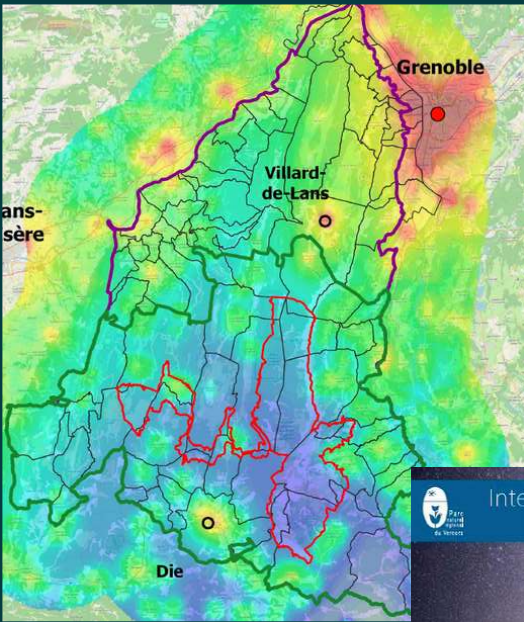 Grenoble
Villard-
de-Lans
ans-
sère
Die
Inte
Parc
naturel
régional
du Vercors